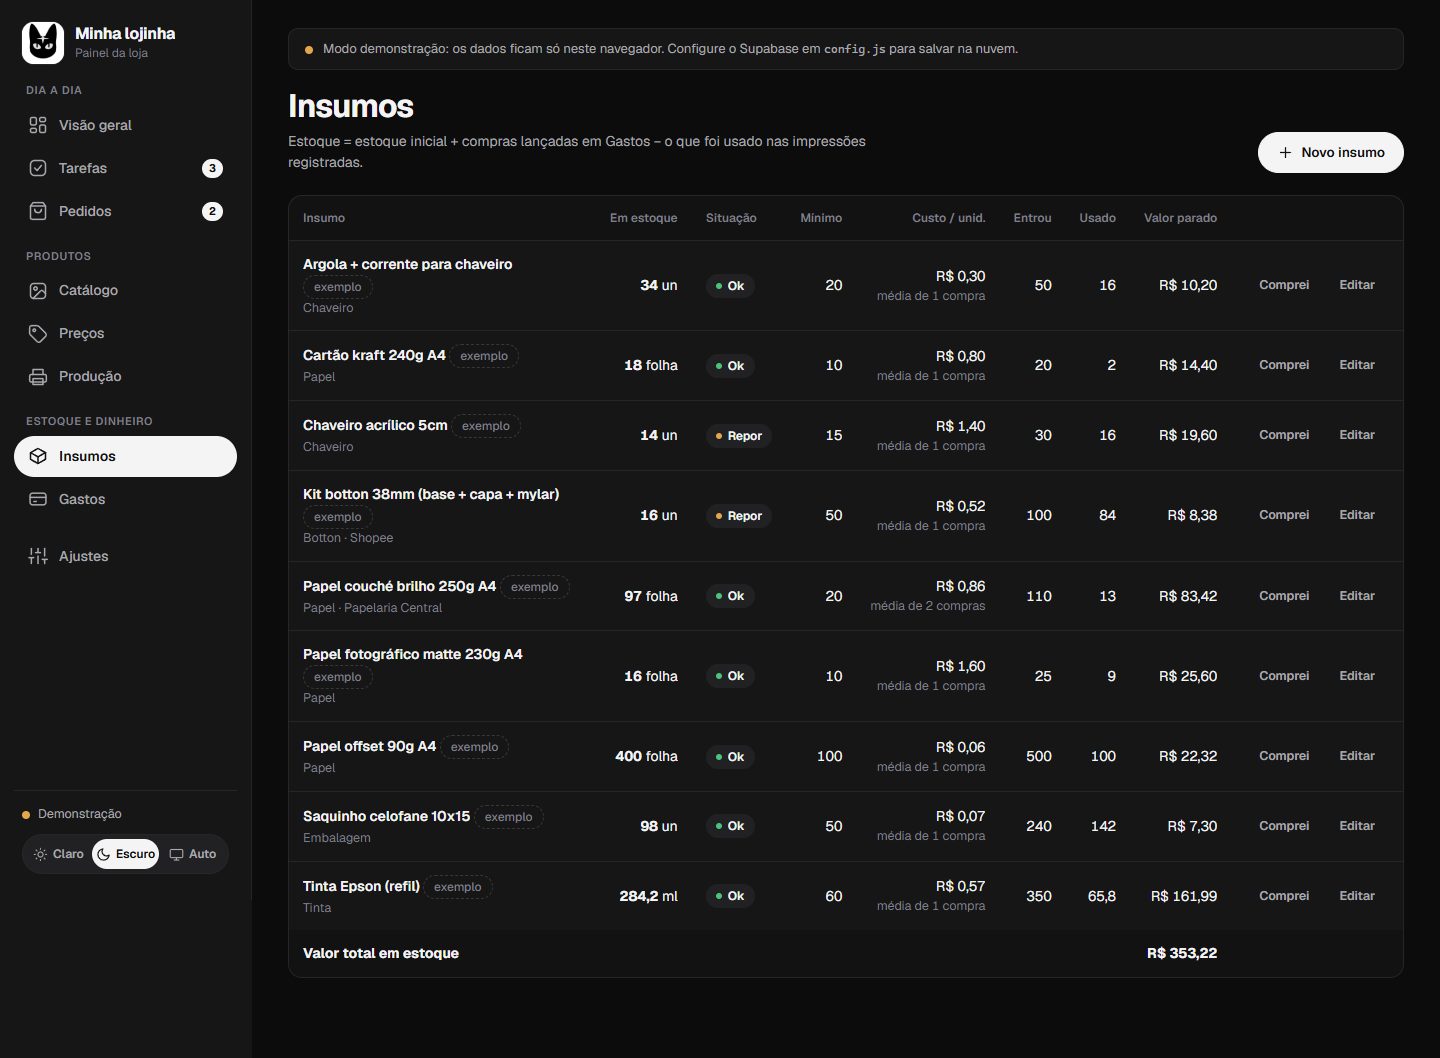 Minha lojinha
Painel da loja
DIA A DIA
Visão geral
Tarefas 3
Pedidos 2
PRODUTOS
Catálogo
Preços
Produção
ESTOQUE E DINHEIRO
Insumos
Gastos
Ajustes
Demonstração
Claro Escuro Auto
Modo demonstração: os dados ficam só neste navegador. Configure o Supabase em config.js para salvar na nuvem.
Insumos
Estoque = estoque inicial + compras lançadas em Gastos − o que foi usado nas impressões
registradas.
+ Novo insumo
Insumo Em estoque Situação Mínimo Custo / unid. Entrou Usado Valor parado
Argola + corrente para chaveiro
exemplo
Chaveiro
34 un Ok 20 R$ 0,30 50 16 R$ 10,20 Comprei Editar
média de 1 compra
Cartão kraft 240g A4 exemplo
Papel
18 folha Ok 10 R$ 0,80 20 2 R$ 14,40 Comprei Editar
média de 1 compra
Chaveiro acrílico 5cm exemplo
Chaveiro
14 un Repor 15 R$ 1,40 30 16 R$ 19,60 Comprei Editar
média de 1 compra
Kit botton 38mm (base + capa + mylar)
exemplo
Botton · Shopee
16 un Repor 50 R$ 0,52 100 84 R$ 8,38 Comprei Editar
média de 1 compra
Papel couché brilho 250g A4 exemplo
Papel · Papelaria Central
97 folha Ok 20 R$ 0,86 110 13 R$ 83,42 Comprei Editar
média de 2 compras
Papel fotográfico matte 230g A4
exemplo
Papel
16 folha Ok 10 R$ 1,60 25 9 R$ 25,60 Comprei Editar
média de 1 compra
Papel offset 90g A4 exemplo
Papel
400 folha Ok 100 R$ 0,06 500 100 R$ 22,32 Comprei Editar
média de 1 compra
Saquinho celofane 10x15 exemplo
Embalagem
98 un Ok 50 R$ 0,07 240 142 R$ 7,30 Comprei Editar
média de 1 compra
Tinta Epson (refil) exemplo
Tinta
284,2 ml Ok 60 R$ 0,57 350 65,8 R$ 161,99 Comprei Editar
média de 1 compra
Valor total em estoque R$ 353,22